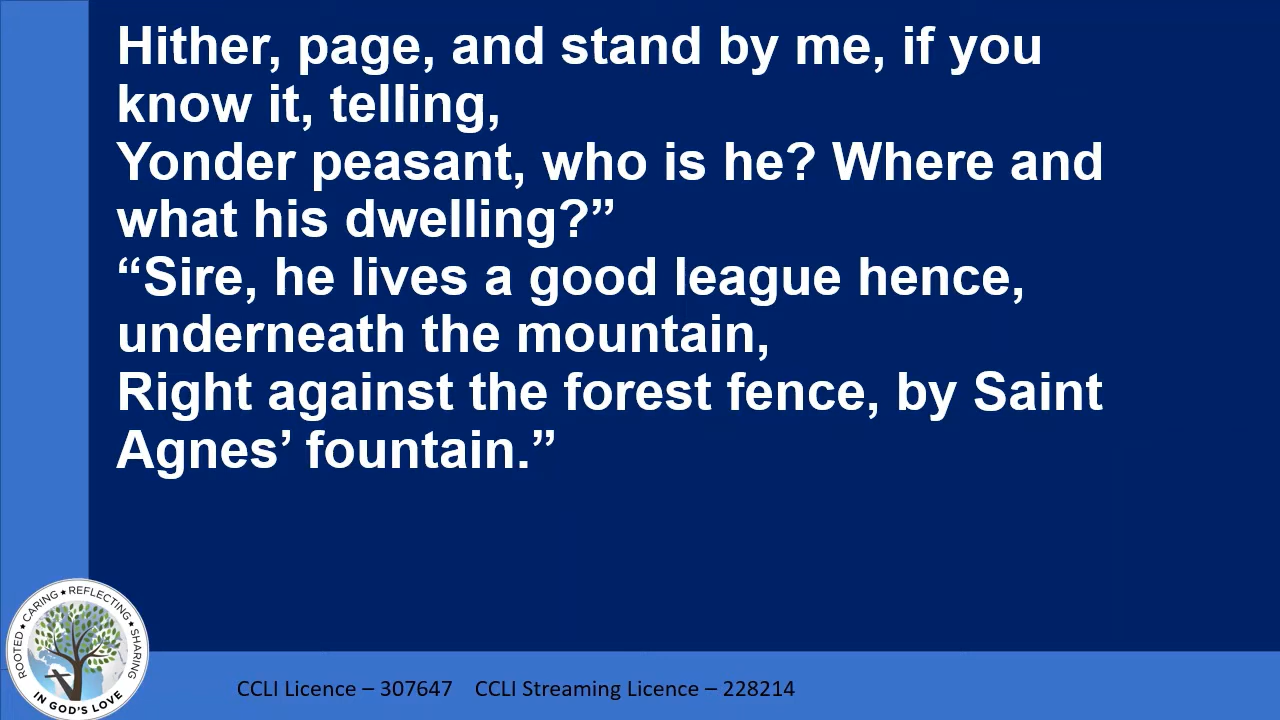 Hither, page, and stand by me, if you
know it, telling,
Yonder peasant, who is he? Where and
what his dwelling?”
“Sire, he lives a good league hence,
underneath the mountain,
Right against the forest fence, by Saint
Agnes’ fountain.”
ROOTED ★ CARING ★ REFLECTING ★ SHARING
IN GOD'S LOVE
CCLI Licence – 307647 CCLI Streaming Licence – 228214